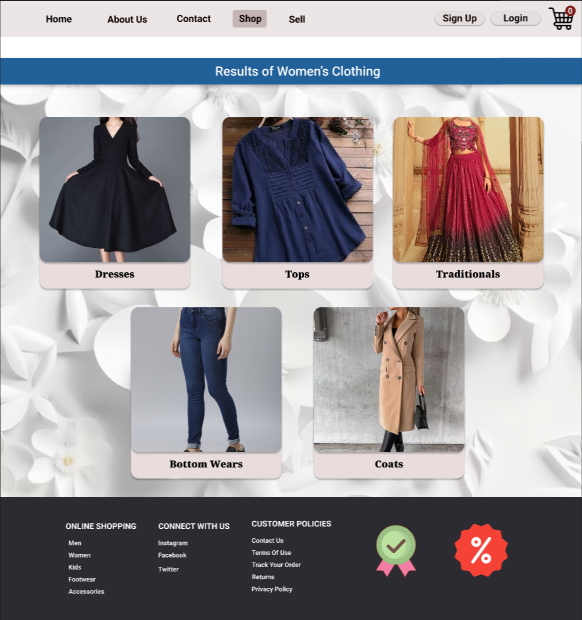 Home About Us Contact Shop Sell Sign Up Login 0
Results of Women's Clothing
Dresses Tops Traditionals
Bottom Wears Coats
ONLINE SHOPPING CONNECT WITH US CUSTOMER POLICIES
Men Instagram Contact Us
Women Facebook Terms Of Use
Kids Twitter Track Your Order
Footwear Returns
Accessories Privacy Policy
%